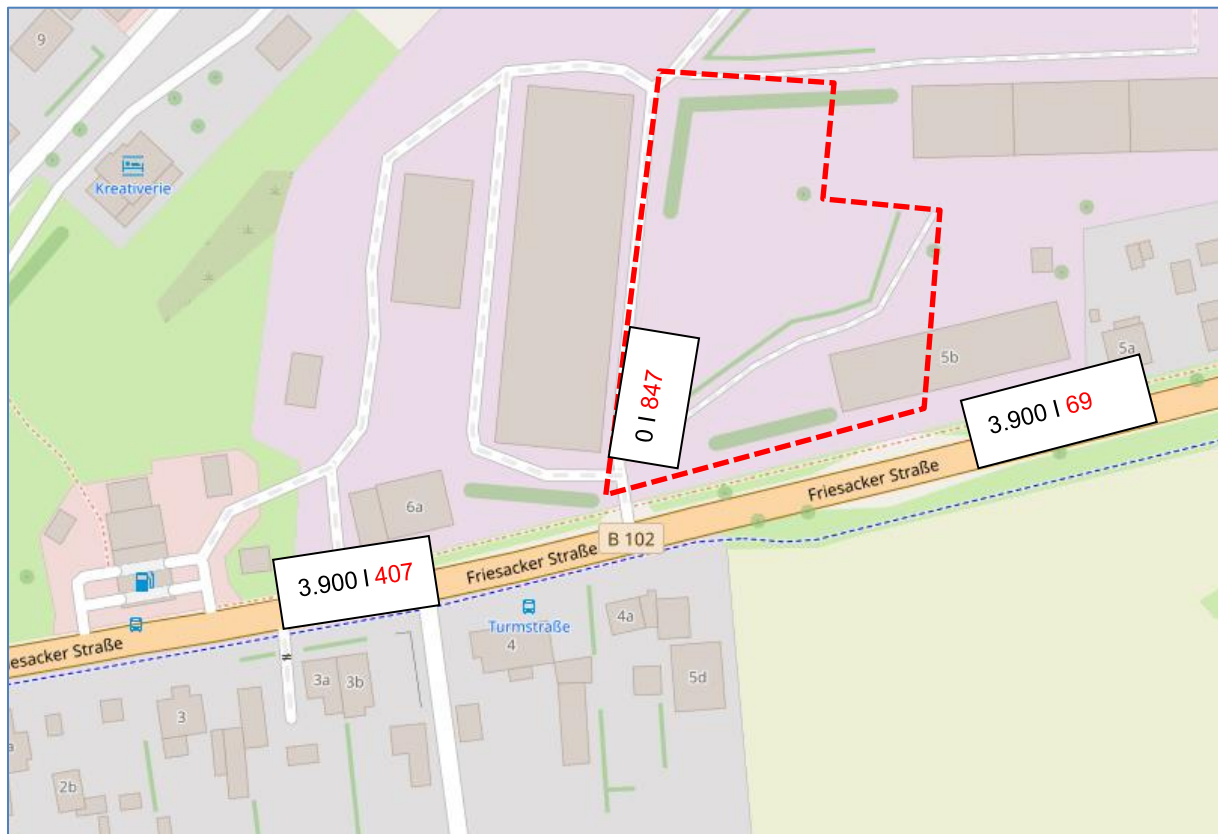 9
Kreativerie
0 I 847
5b
5a
3.900 I 69
Friesacker Straße
6a
B 102
3.900 I 407
Friesacker Straße
Turmstraße
4
4a
5d
esacker Straße
3a
3b
3
2b